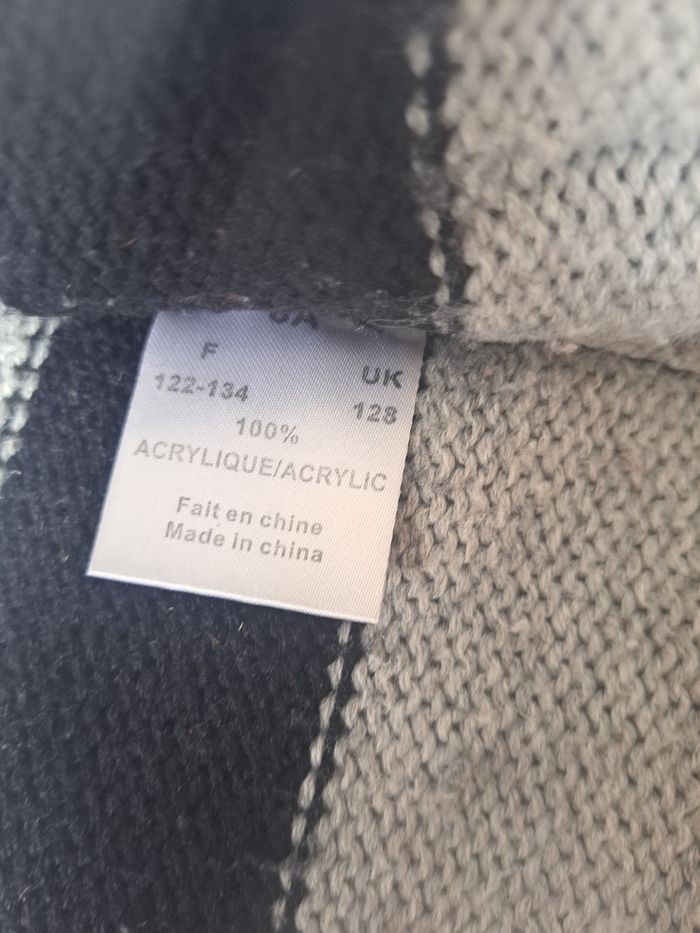 F
UK
122-134
128
100%
ACRYLIQUE/ACRYLIC
Fait en chine
Made in china